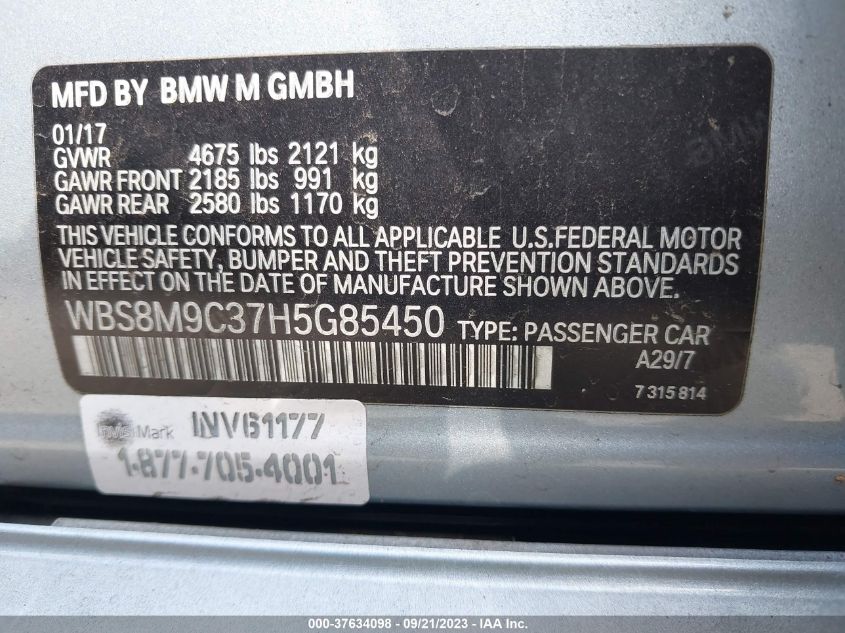 MFD BY BMW M GMBH
01/17
GVWR 4675 lbs 2121 kg
GAWR FRONT 2185 lbs 991 kg
GAWR REAR 2580 lbs 1170 kg
THIS VEHICLE CONFORMS TO ALL APPLICABLE U.S.FEDERAL MOTOR
VEHICLE SAFETY, BUMPER AND THEFT PREVENTION STANDARDS
IN EFFECT ON THE DATE OF MANUFACTURE SHOWN ABOVE.
WBS8M9C37H5G85450 TYPE: PASSENGER CAR
A29/7
7 315 814
InvisiMark INV61177
1-877-705-4001
000-37634098 - 09/21/2023 - IAA Inc.